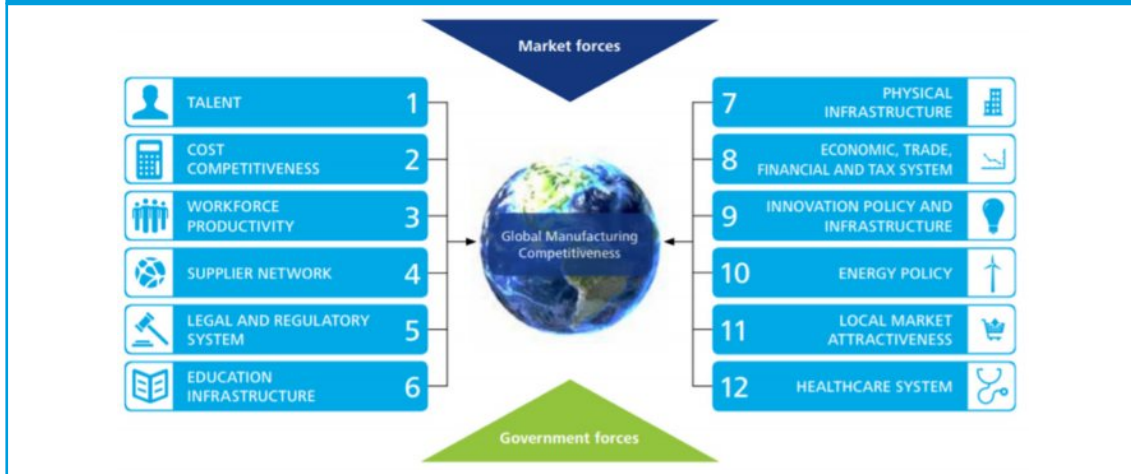 Market forces
TALENT 1
COST
COMPETITIVENESS 2
WORKFORCE
PRODUCTIVITY 3
SUPPLIER NETWORK 4
LEGAL AND REGULATORY
SYSTEM 5
EDUCATION
INFRASTRUCTURE 6
Global Manufacturing
Competitiveness
7 PHYSICAL
INFRASTRUCTURE
8 ECONOMIC, TRADE,
FINANCIAL AND TAX SYSTEM
9 INNOVATION POLICY AND
INFRASTRUCTURE
10 ENERGY POLICY
11 LOCAL MARKET
ATTRACTIVENESS
12 HEALTHCARE SYSTEM
Government forces